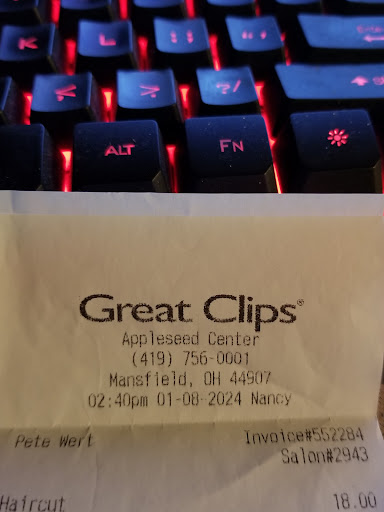 K L : ; " '
< , > . ? /
ALT FN
Great Clips®
Appleseed Center
(419) 756-0001
Mansfield, OH 44907
02:40pm 01-08-2024 Nancy
Pete Wert Invoice#552284
Salon#2943
Haircut 18.00